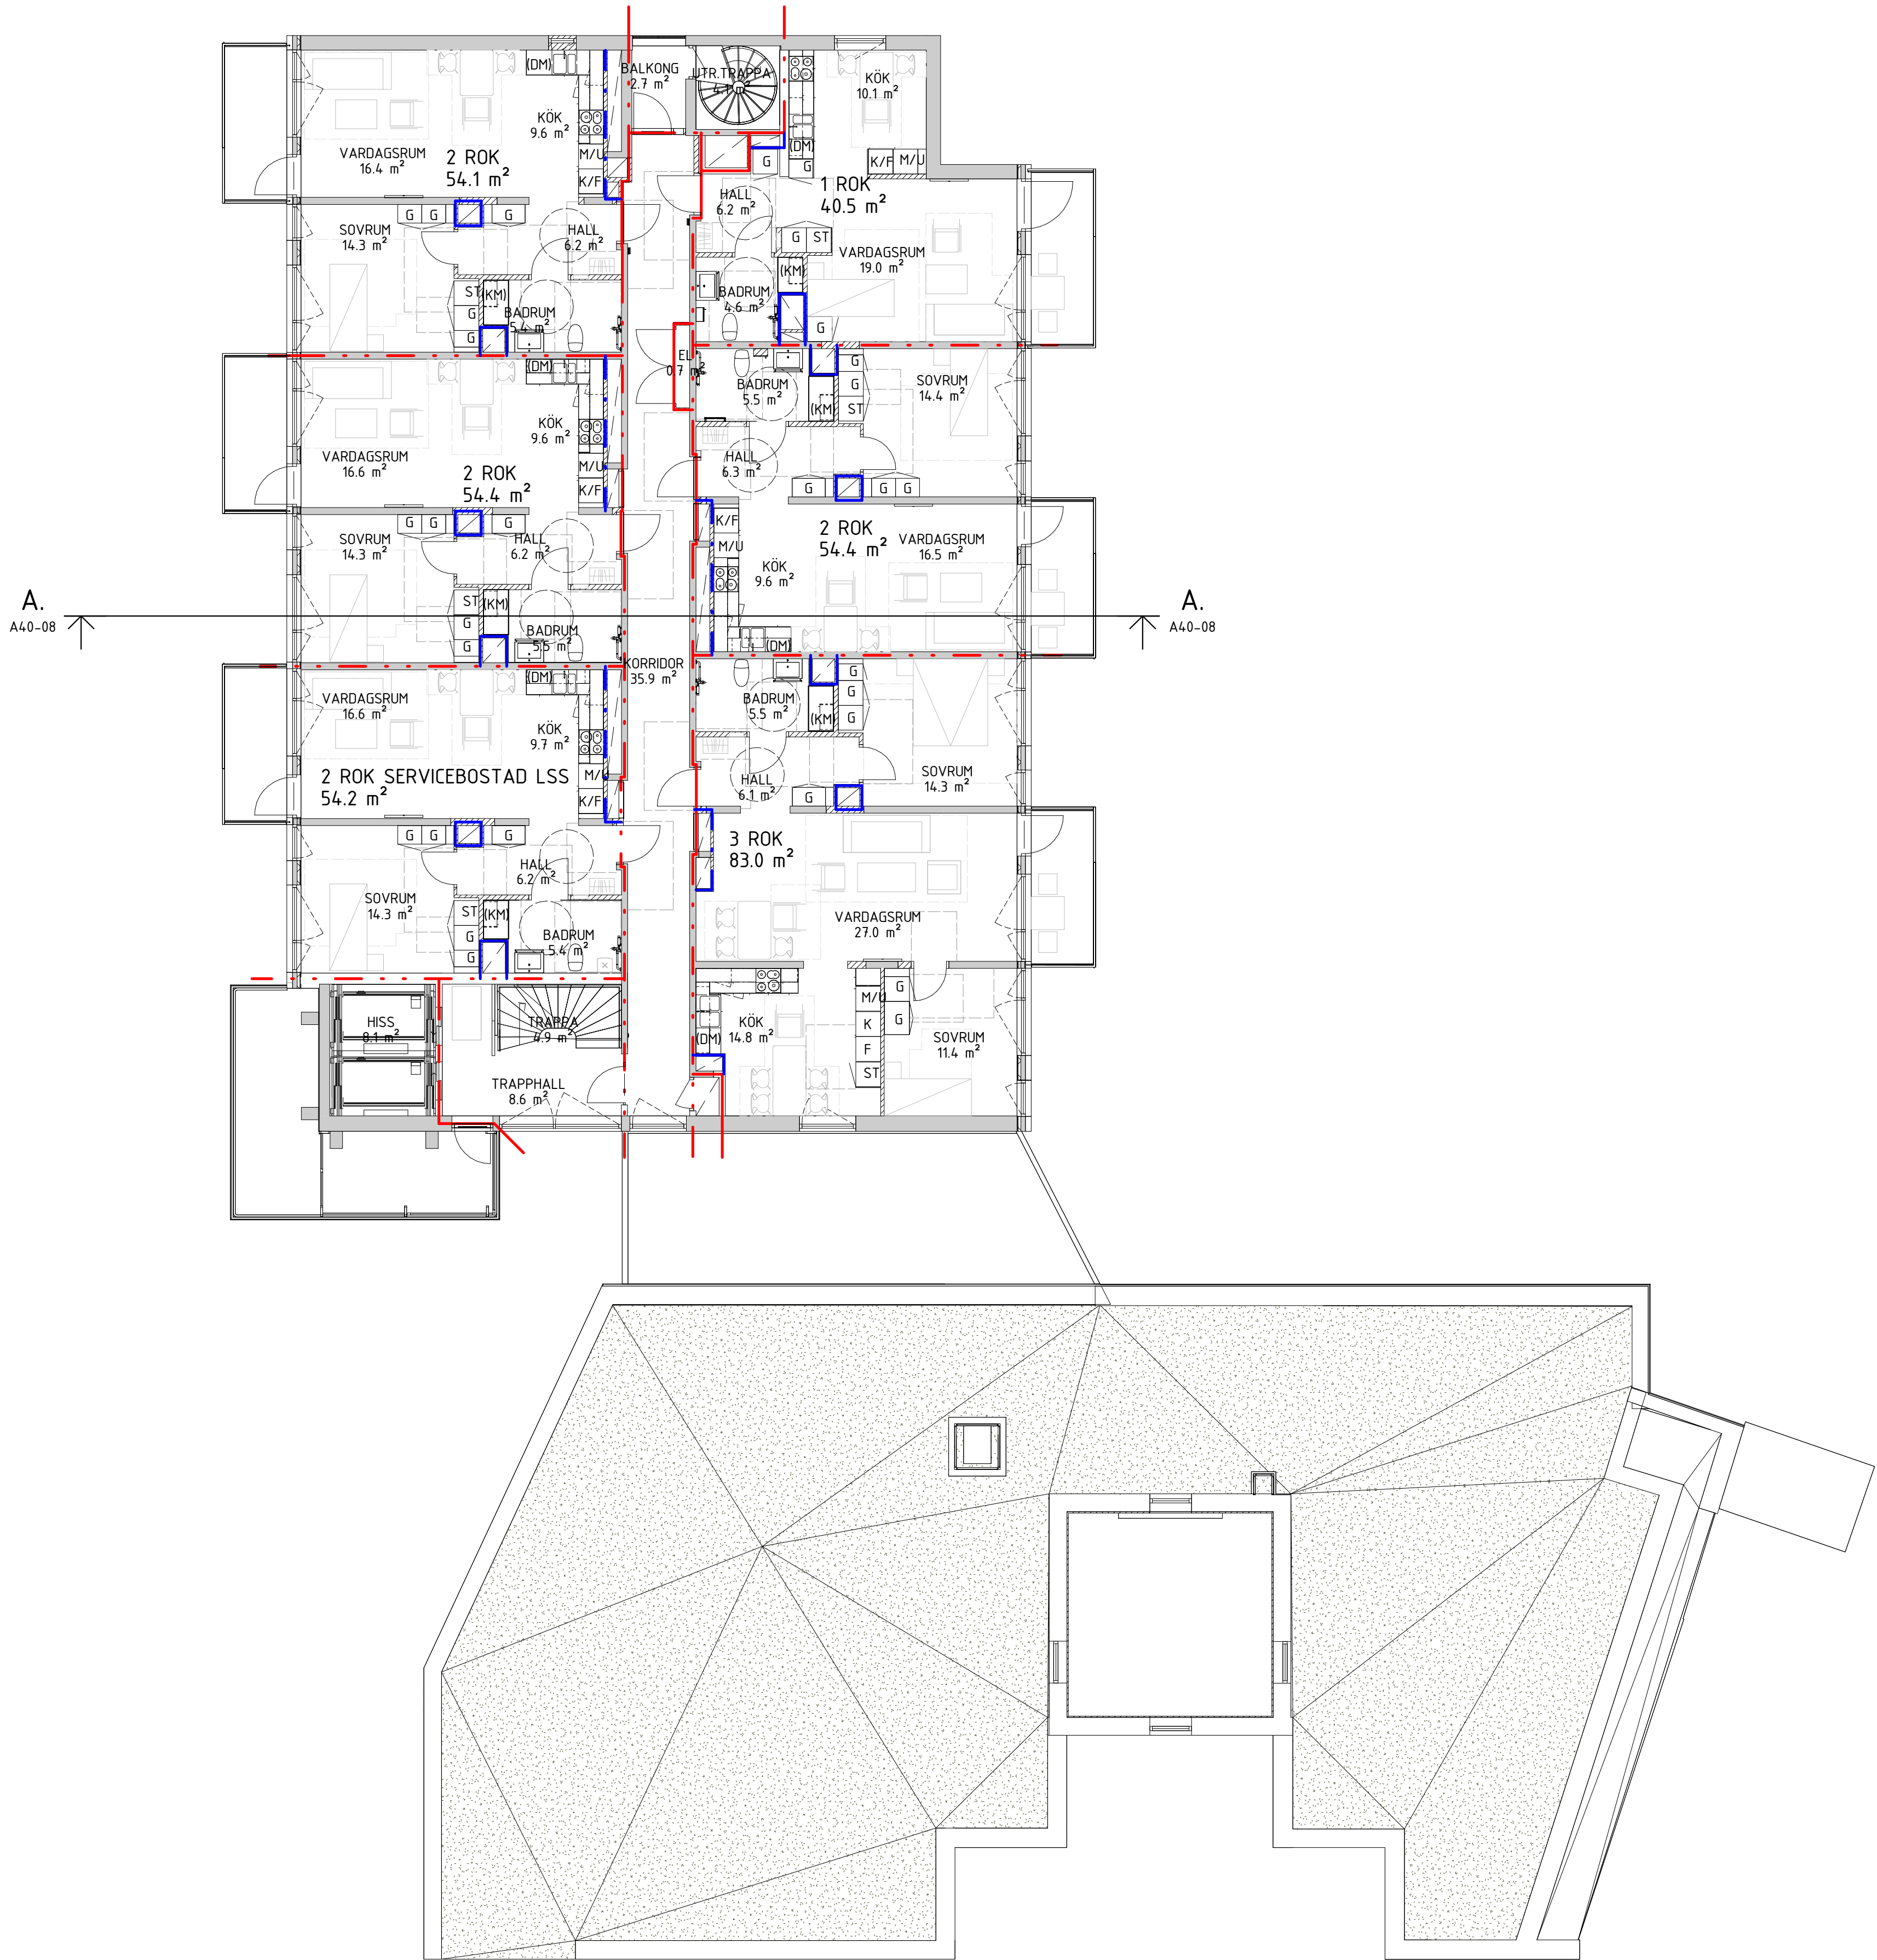 BALKONG
2.7 m²
UTR.TRAPPA
4.1 m²
(DM)
KÖK
9.6 m²
M/U
K/F
VARDAGSRUM
16.4 m²
2 ROK
54.1 m²
G
G
G
SOVRUM
14.3 m²
HALL
6.2 m²
ST
(KM)
G
G
BADRUM
5.4 m²
KÖK
10.1 m²
(DM)
G
G
K/F
M/U
1 ROK
40.5 m²
HALL
6.2 m²
G
ST
VARDAGSRUM
19.0 m²
(KM)
BADRUM
4.6 m²
G
EL
0.7 m²
(DM)
KÖK
9.6 m²
M/U
K/F
VARDAGSRUM
16.6 m²
2 ROK
54.4 m²
G
G
G
SOVRUM
14.3 m²
HALL
6.2 m²
ST
(KM)
G
G
BADRUM
5.5 m²
BADRUM
5.5 m²
(KM)
G
G
ST
SOVRUM
14.4 m²
HALL
6.3 m²
G
G
G
K/F
M/U
2 ROK
54.4 m²
VARDAGSRUM
16.5 m²
KÖK
9.6 m²
(DM)
A.
A40-08
A.
A40-08
KORRIDOR
35.9 m²
(DM)
VARDAGSRUM
16.6 m²
KÖK
9.7 m²
M/U
K/F
2 ROK SERVICEBOSTAD LSS
54.2 m²
G
G
G
HALL
6.2 m²
SOVRUM
14.3 m²
ST
(KM)
G
G
BADRUM
5.4 m²
BADRUM
5.5 m²
(KM)
G
G
G
HALL
6.1 m²
G
SOVRUM
14.3 m²
3 ROK
83.0 m²
VARDAGSRUM
27.0 m²
KÖK
14.8 m²
(DM)
M/U
K
F
ST
G
G
SOVRUM
11.4 m²
HISS
8.1 m²
TRAPPA
4.9 m²
TRAPPHALL
8.6 m²